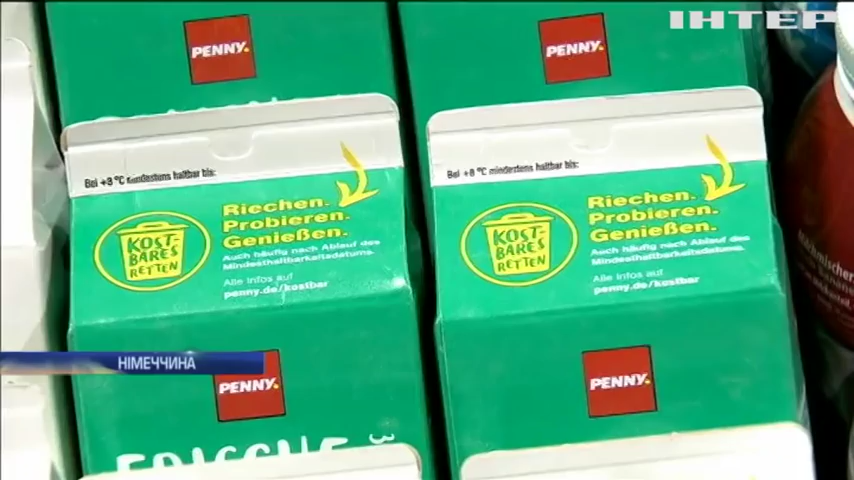 ІНТЕР
PENNY.
PENNY.
Bei +8 °C mindestens haltbar bis:
Riechen.
Probieren.
Genießen.
Auch häufig nach Ablauf des
Mindesthaltbarkeitsdatums.
Alle Infos auf
penny.de/kostbar
KOST-
BARES
RETTEN
Bei +8 °C mindestens haltbar bis:
Riechen.
Probieren.
Genießen.
Auch häufig nach Ablauf des
Mindesthaltbarkeitsdatums.
Alle Infos auf
penny.de/kostbar
KOST-
BARES
RETTEN
НІМЕЧЧИНА
PENNY.
PENNY.